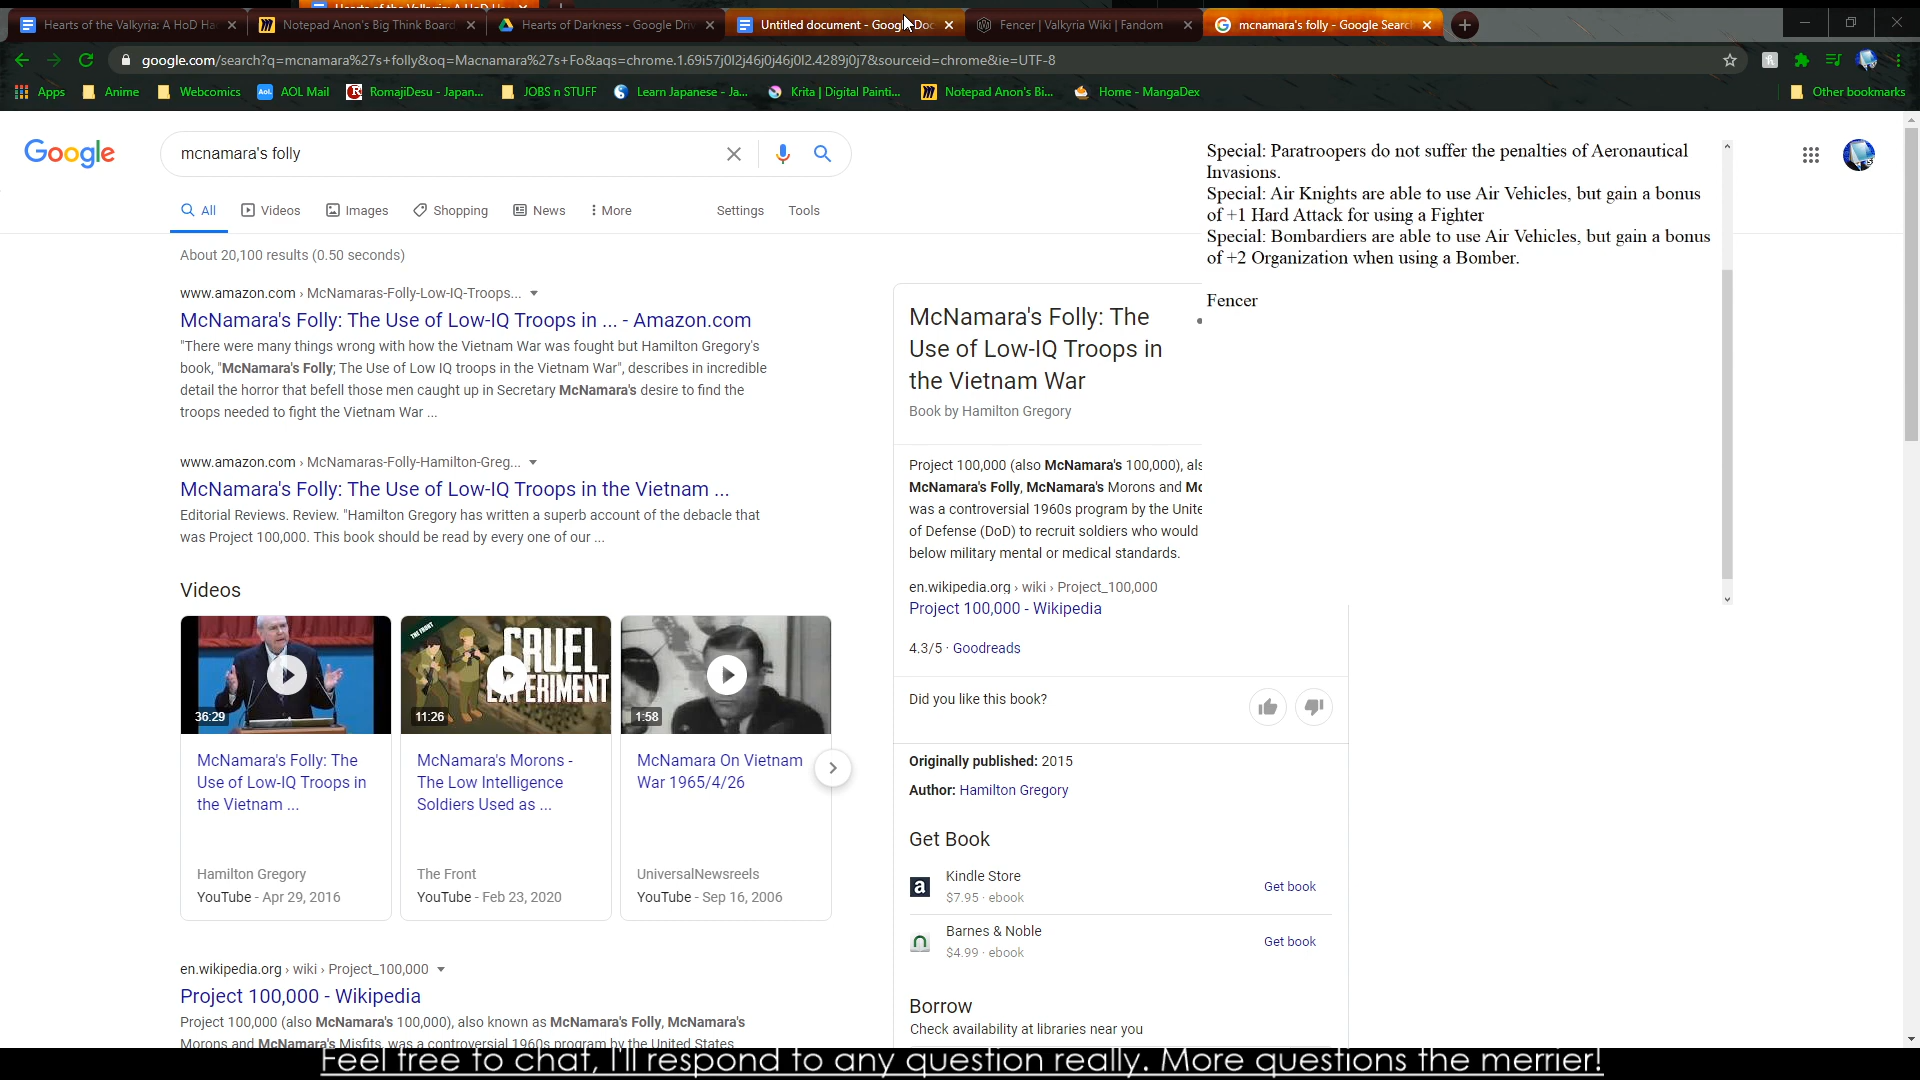 Hearts of the Valkyria: A HoD Ha
Notepad Anon's Big Think Board
Hearts of Darkness - Google Driv
Untitled document - Google Doc
Fencer | Valkyria Wiki | Fandom
mcnamara's folly - Google Search
google.com/search?q=mcnamara%27s+folly&oq=Macnamara%27s+Fo&aqs=chrome.1.69i57j0l2j46j0j46j0l2.4289j0j7&sourceid=chrome&ie=UTF-8
Apps
Anime
Webcomics
Aol.
AOL Mail
RomajiDesu - Japan...
JOBS n STUFF
Learn Japanese - Ja...
Krita | Digital Painti...
Notepad Anon's Bi...
Home - MangaDex
Other bookmarks
Google
mcnamara's folly
All
Videos
Images
Shopping
News
More
Settings
Tools
About 20,100 results (0.50 seconds)
www.amazon.com › McNamaras-Folly-Low-IQ-Troops...
McNamara's Folly: The Use of Low-IQ Troops in ... - Amazon.com
"There were many things wrong with how the Vietnam War was fought but Hamilton Gregory's
book, "McNamara's Folly; The Use of Low IQ troops in the Vietnam War", describes in incredible
detail the horror that befell those men caught up in Secretary McNamara's desire to find the
troops needed to fight the Vietnam War ...
www.amazon.com › McNamaras-Folly-Hamilton-Greg...
McNamara's Folly: The Use of Low-IQ Troops in the Vietnam ...
Editorial Reviews. Review. "Hamilton Gregory has written a superb account of the debacle that
was Project 100,000. This book should be read by every one of our ...
Videos
36:29
THE FRONT
CRUEL
EXPERIMENT
11:26
1:58
McNamara's Folly: The
Use of Low-IQ Troops in
the Vietnam ...
Hamilton Gregory
YouTube - Apr 29, 2016
McNamara's Morons -
The Low Intelligence
Soldiers Used as ...
The Front
YouTube - Feb 23, 2020
McNamara On Vietnam
War 1965/4/26
UniversalNewsreels
YouTube - Sep 16, 2006
en.wikipedia.org › wiki › Project_100,000
Project 100,000 - Wikipedia
Project 100,000 (also McNamara's 100,000), also known as McNamara's Folly, McNamara's
Morons and McNamara's Misfits, was a controversial 1960s program by the United States
McNamara's Folly: The
Use of Low-IQ Troops in
the Vietnam War
Book by Hamilton Gregory
Project 100,000 (also McNamara's 100,000), als
McNamara's Folly, McNamara's Morons and Mc
was a controversial 1960s program by the Unite
of Defense (DoD) to recruit soldiers who would
below military mental or medical standards.
en.wikipedia.org › wiki › Project_100,000
Project 100,000 - Wikipedia
4.3/5 · Goodreads
Did you like this book?
Originally published: 2015
Author: Hamilton Gregory
Get Book
Kindle Store
$7.95 · ebook
Get book
Barnes & Noble
$4.99 · ebook
Get book
Borrow
Check availability at libraries near you
Special: Paratroopers do not suffer the penalties of Aeronautical
Invasions.
Special: Air Knights are able to use Air Vehicles, but gain a bonus
of +1 Hard Attack for using a Fighter
Special: Bombardiers are able to use Air Vehicles, but gain a bonus
of +2 Organization when using a Bomber.
Fencer
Feel free to chat, I'll respond to any question really. More questions the merrier!